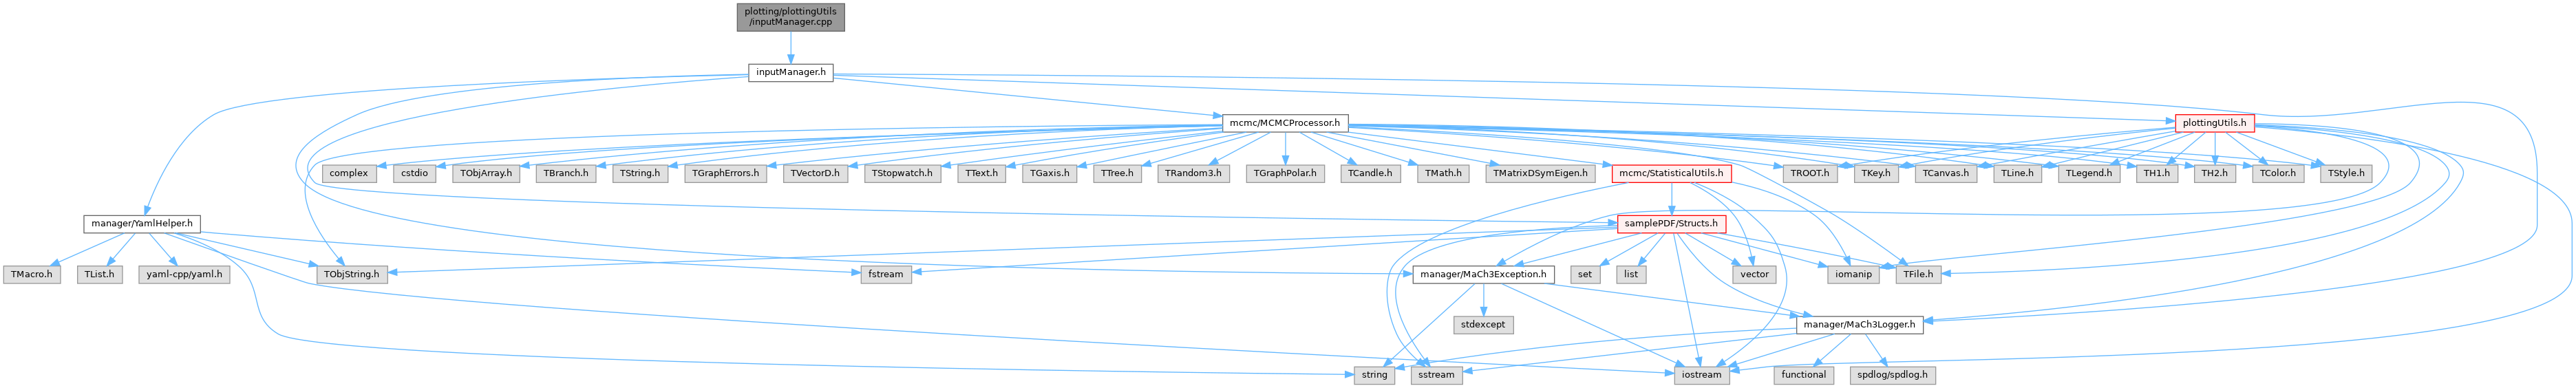 plotting/plottingUtils
/inputManager.cpp
inputManager.h
mcmc/MCMCProcessor.h
plottingUtils.h
complex
cstdio
TObjArray.h
TBranch.h
TString.h
TGraphErrors.h
TVectorD.h
TStopwatch.h
TText.h
TGaxis.h
TTree.h
TRandom3.h
TGraphPolar.h
TCandle.h
TMath.h
TMatrixDSymEigen.h
mcmc/StatisticalUtils.h
TROOT.h
TKey.h
TCanvas.h
TLine.h
TLegend.h
TH1.h
TH2.h
TColor.h
TStyle.h
manager/YamlHelper.h
samplePDF/Structs.h
TMacro.h
TList.h
yaml-cpp/yaml.h
TObjString.h
fstream
manager/MaCh3Exception.h
set
list
vector
iomanip
TFile.h
stdexcept
manager/MaCh3Logger.h
string
sstream
iostream
functional
spdlog/spdlog.h